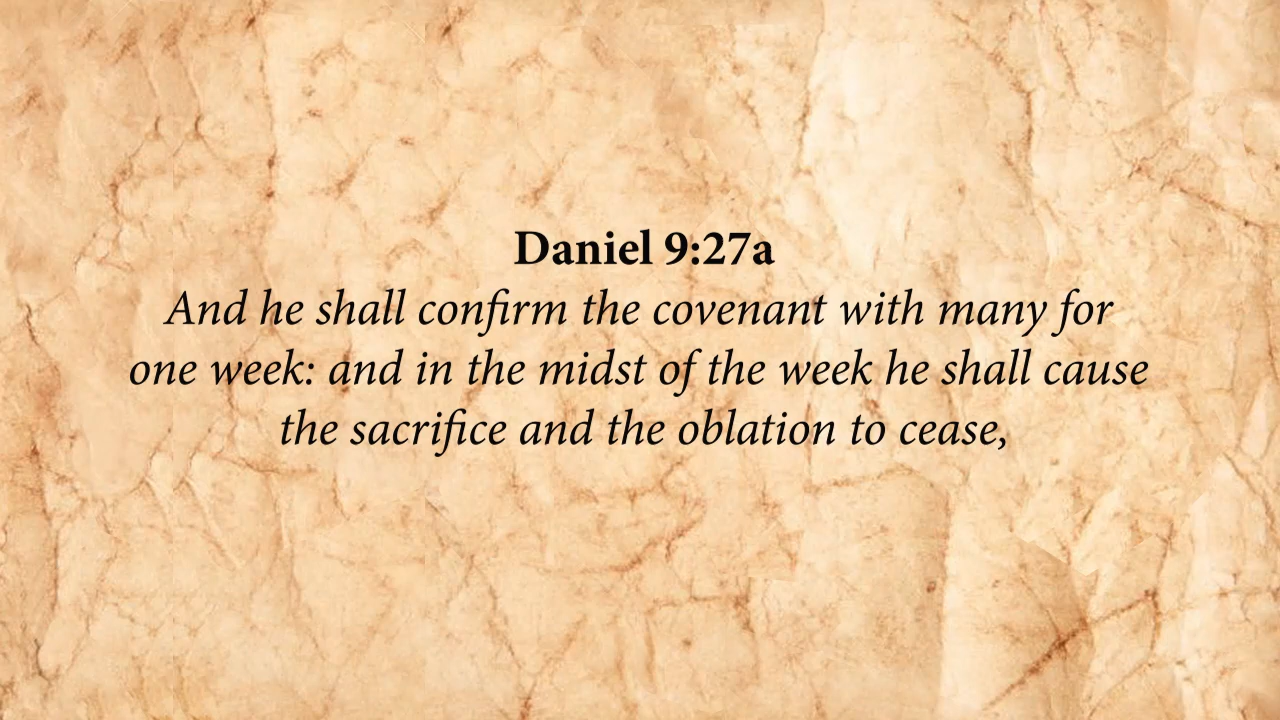 Daniel 9:27a
And he shall confirm the covenant with many for
one week: and in the midst of the week he shall cause
the sacrifice and the oblation to cease,